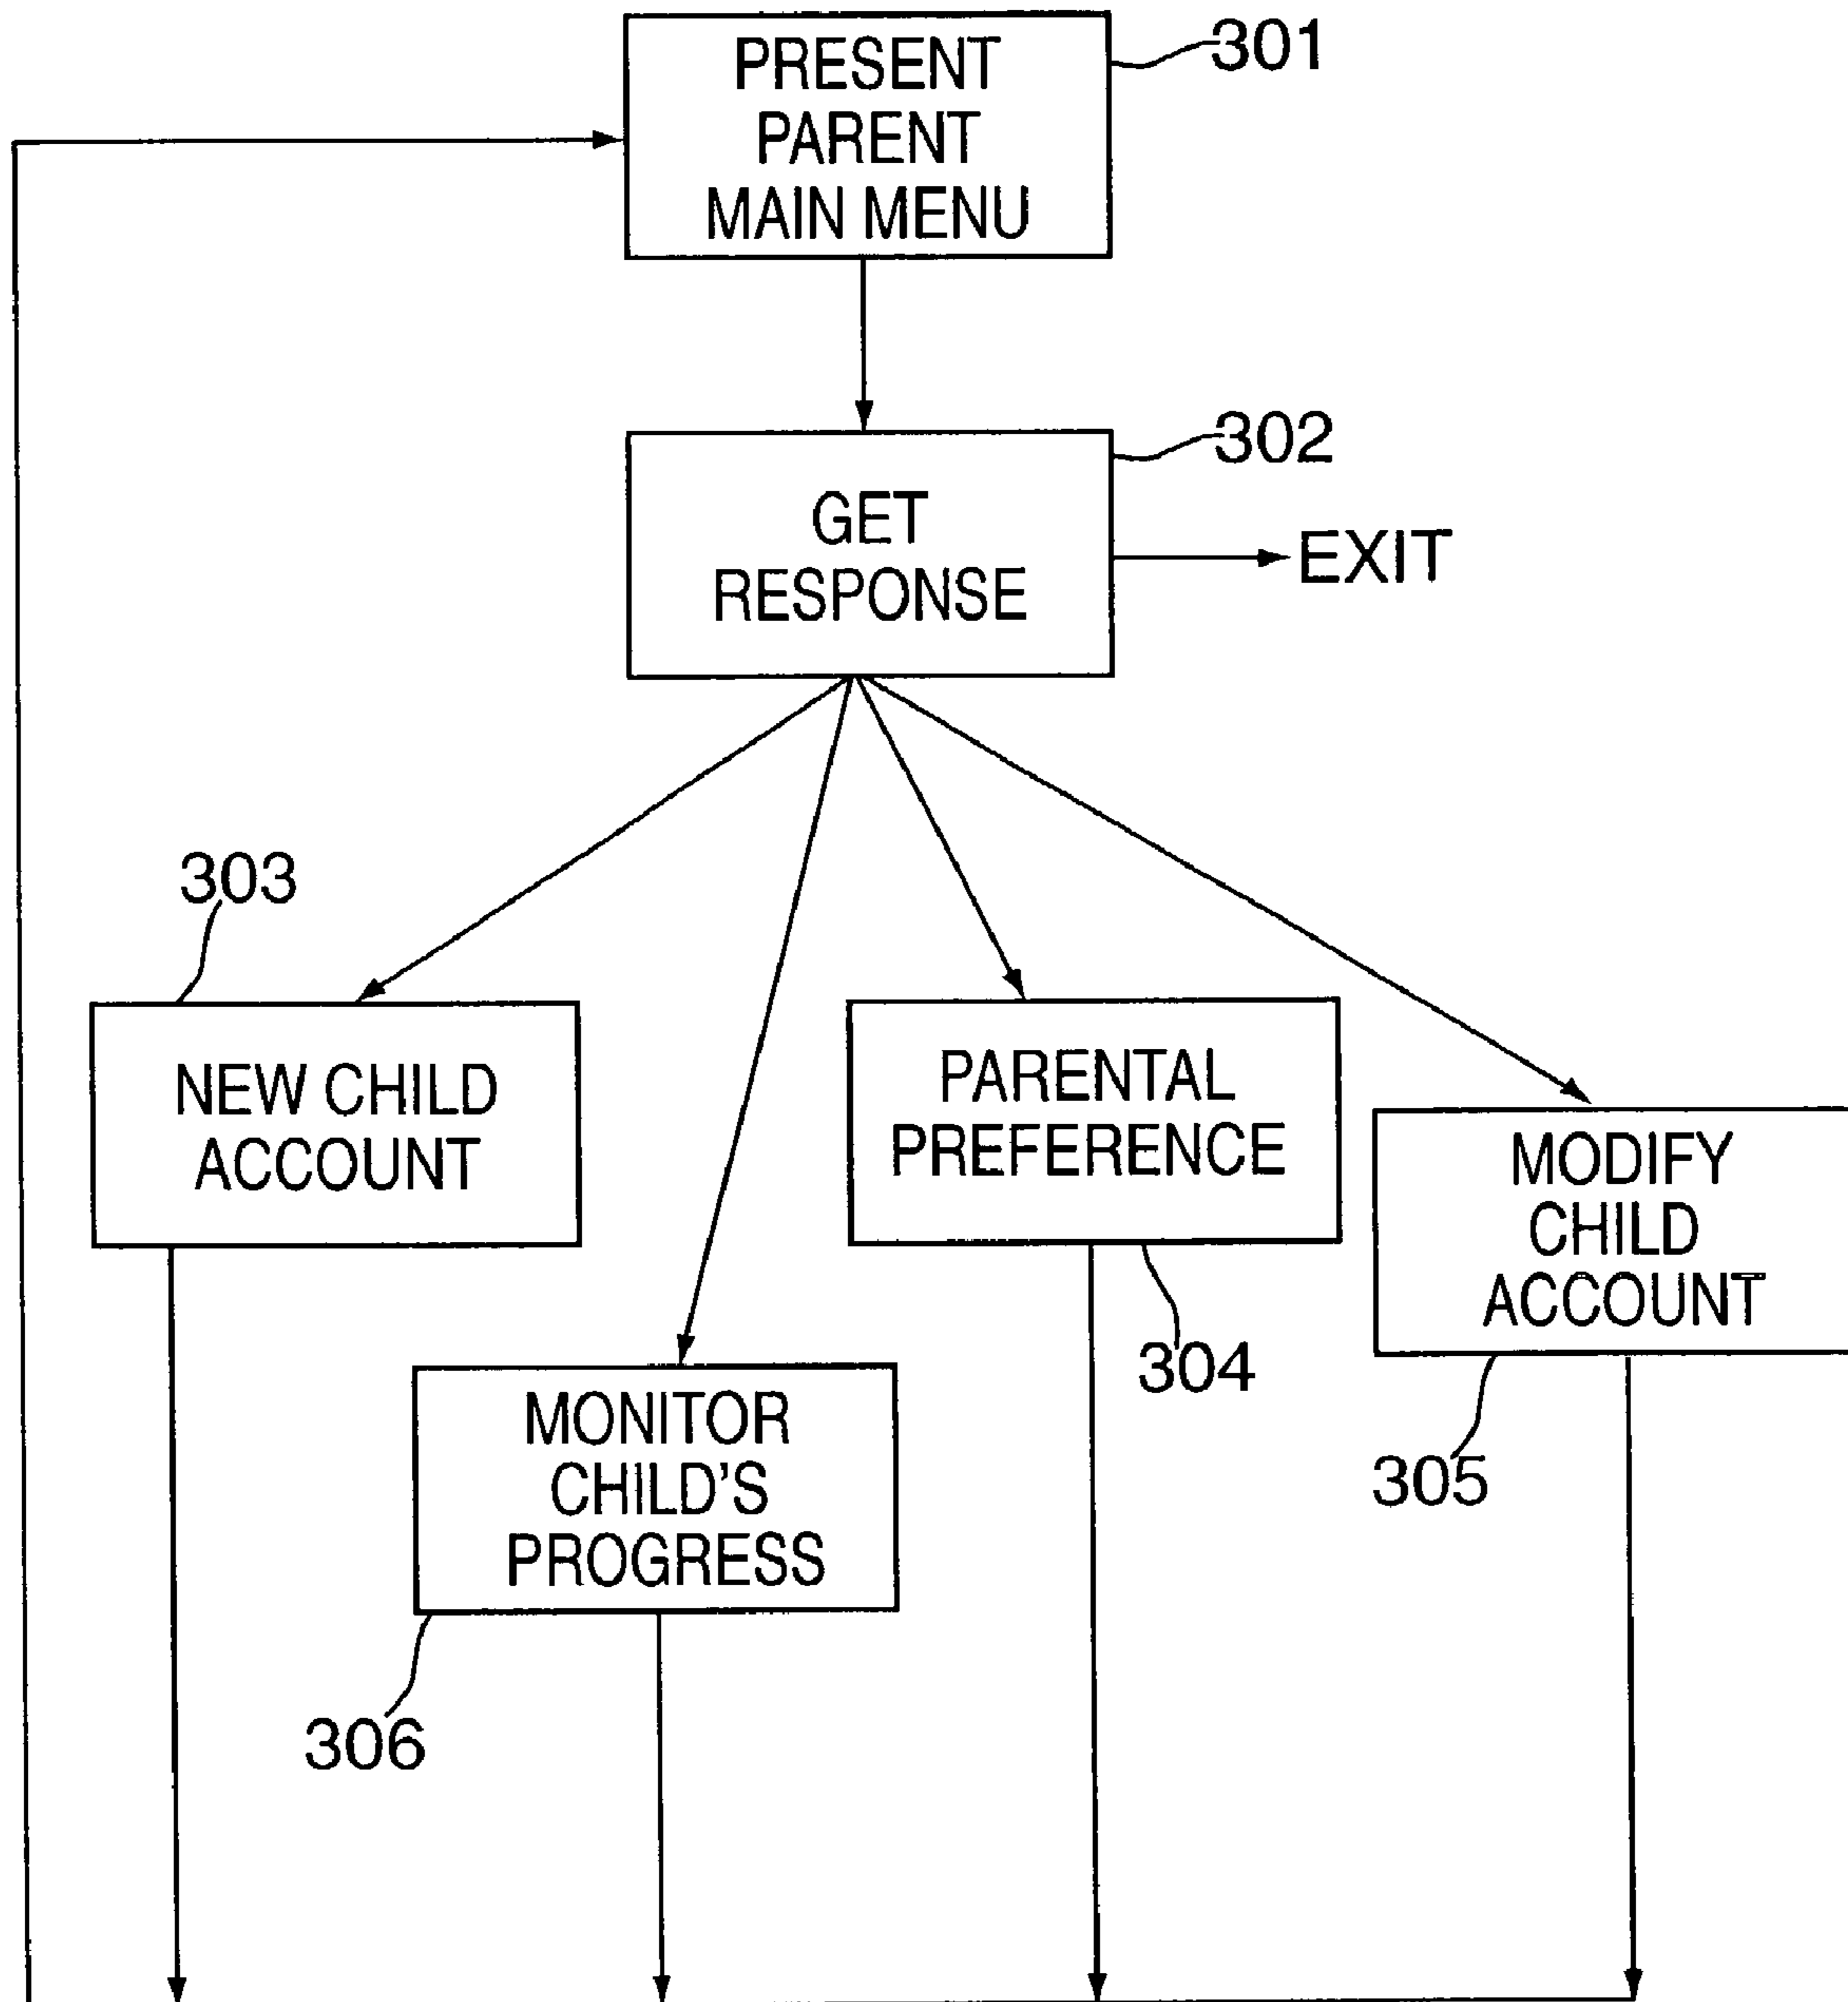 PRESENT
PARENT
MAIN MENU
301
GET
RESPONSE
302
EXIT
303
NEW CHILD
ACCOUNT
PARENTAL
PREFERENCE
304
MODIFY
CHILD
ACCOUNT
305
MONITOR
CHILD'S
PROGRESS
306